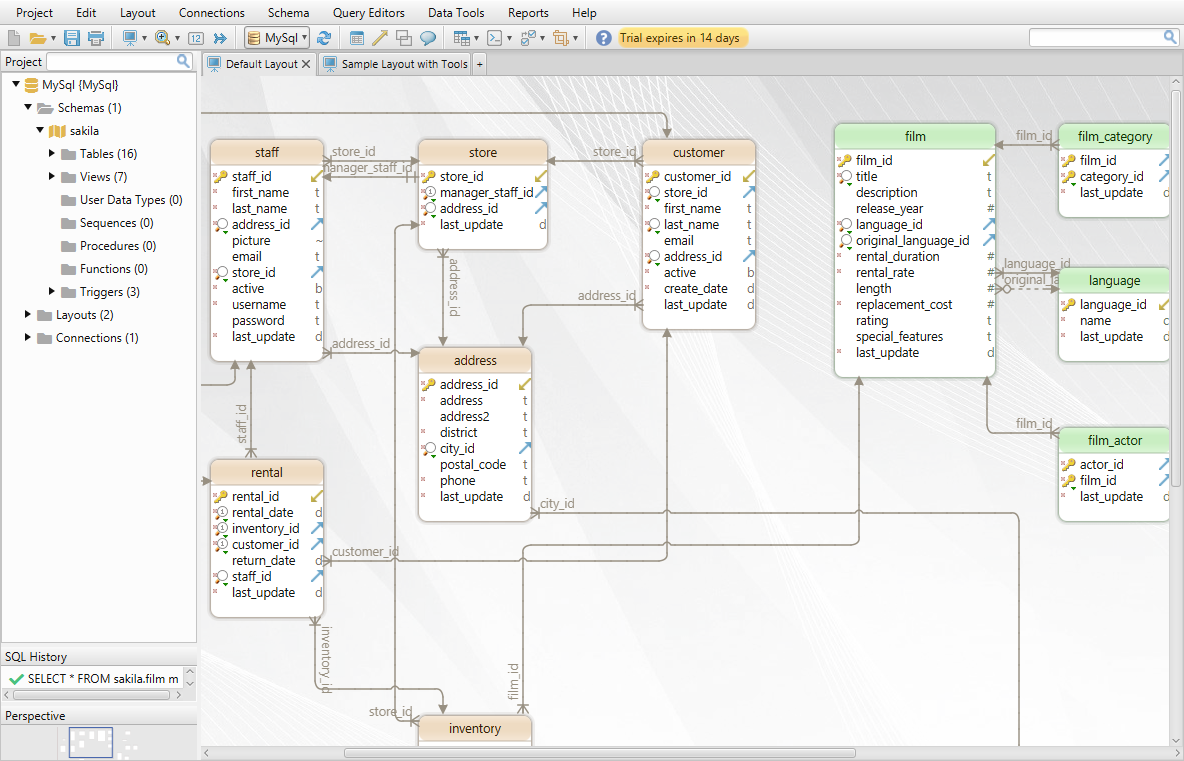 Project Edit Layout Connections Schema Query Editors Data Tools Reports Help
12 MySql Trial expires in 14 days
Project
Default Layout Sample Layout with Tools +
MySql {MySql}
Schemas (1)
sakila
Tables (16)
Views (7)
User Data Types (0)
Sequences (0)
Procedures (0)
Functions (0)
Triggers (3)
Layouts (2)
Connections (1)
SQL History
SELECT * FROM sakila.film m
Perspective
staff
staff_id
first_name t
last_name t
address_id
picture ~
email t
store_id
active b
username t
password t
last_update d
store_id
manager_staff_id
store
store_id
manager_staff_id
address_id
last_update d
store_id
customer
customer_id
store_id
first_name t
last_name t
email t
address_id
active b
create_date d
last_update d
film
film_id
title t
description t
release_year #
language_id
original_language_id
rental_duration #
rental_rate #
length #
replacement_cost #
rating t
special_features t
last_update d
film_id
film_category
film_id
category_id
last_update d
language_id
original_la
language
language_id
name c
last_update d
film_id
film_actor
actor_id
film_id
last_update d
address_id
address_id
address_id
address
address_id
address t
address2 t
district t
city_id
postal_code t
phone t
last_update d
city_id
staff_id
rental
rental_id
rental_date d
inventory_id
customer_id
return_date d
staff_id
last_update d
customer_id
inventory_id
store_id
film_id
inventory